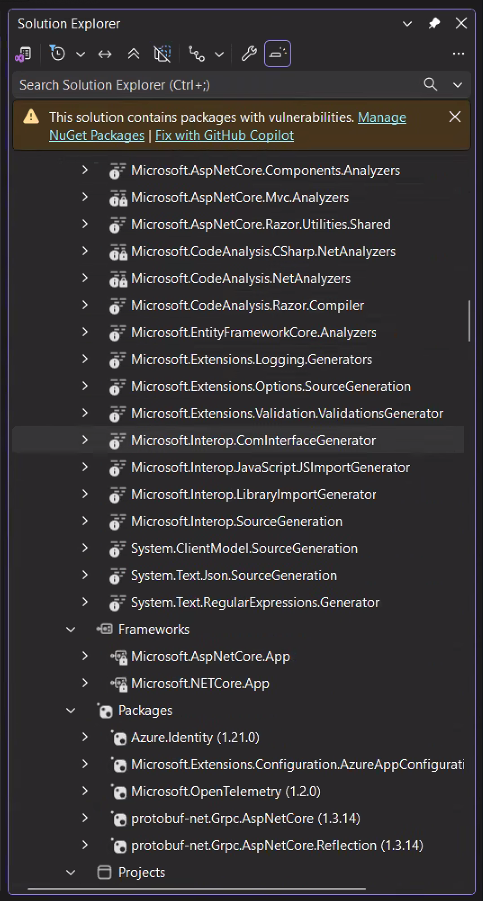 Solution Explorer
Search Solution Explorer (Ctrl+;)
This solution contains packages with vulnerabilities. Manage
NuGet Packages | Fix with GitHub Copilot
Microsoft.AspNetCore.Components.Analyzers
Microsoft.AspNetCore.Mvc.Analyzers
Microsoft.AspNetCore.Razor.Utilities.Shared
Microsoft.CodeAnalysis.CSharp.NetAnalyzers
Microsoft.CodeAnalysis.NetAnalyzers
Microsoft.CodeAnalysis.Razor.Compiler
Microsoft.EntityFrameworkCore.Analyzers
Microsoft.Extensions.Logging.Generators
Microsoft.Extensions.Options.SourceGeneration
Microsoft.Extensions.Validation.ValidationsGenerator
Microsoft.Interop.ComInterfaceGenerator
Microsoft.Interop.JavaScript.JSImportGenerator
Microsoft.Interop.LibraryImportGenerator
Microsoft.Interop.SourceGeneration
System.ClientModel.SourceGeneration
System.Text.Json.SourceGeneration
System.Text.RegularExpressions.Generator
Frameworks
Microsoft.AspNetCore.App
Microsoft.NETCore.App
Packages
Azure.Identity (1.21.0)
Microsoft.Extensions.Configuration.AzureAppConfigurati
Microsoft.OpenTelemetry (1.2.0)
protobuf-net.Grpc.AspNetCore (1.3.14)
protobuf-net.Grpc.AspNetCore.Reflection (1.3.14)
Projects